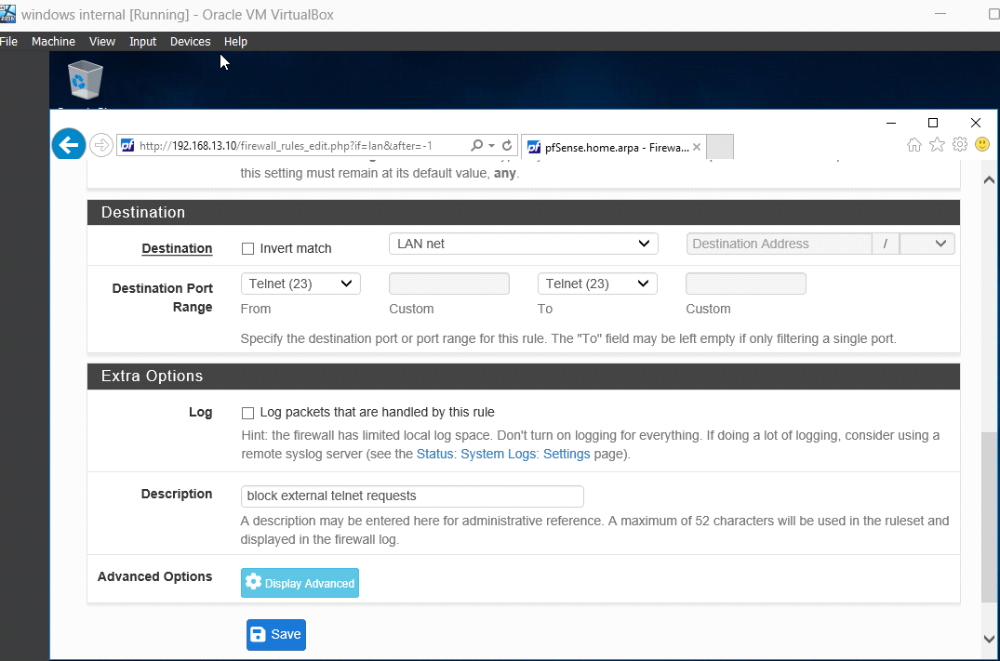 windows internal [Running] - Oracle VM VirtualBox
File Machine View Input Devices Help
http://192.168.13.10/firewall_rules_edit.php?if=lan&after=-1
pfSense.home.arpa - Firewa...
this setting must remain at its default value, any.
Destination
Destination Invert match LAN net Destination Address /
Destination Port Range Telnet (23) Telnet (23)
From Custom To Custom
Specify the destination port or port range for this rule. The "To" field may be left empty if only filtering a single port.
Extra Options
Log Log packets that are handled by this rule
Hint: the firewall has limited local log space. Don't turn on logging for everything. If doing a lot of logging, consider using a
remote syslog server (see the Status: System Logs: Settings page).
Description block external telnet requests
A description may be entered here for administrative reference. A maximum of 52 characters will be used in the ruleset and
displayed in the firewall log.
Advanced Options Display Advanced
Save